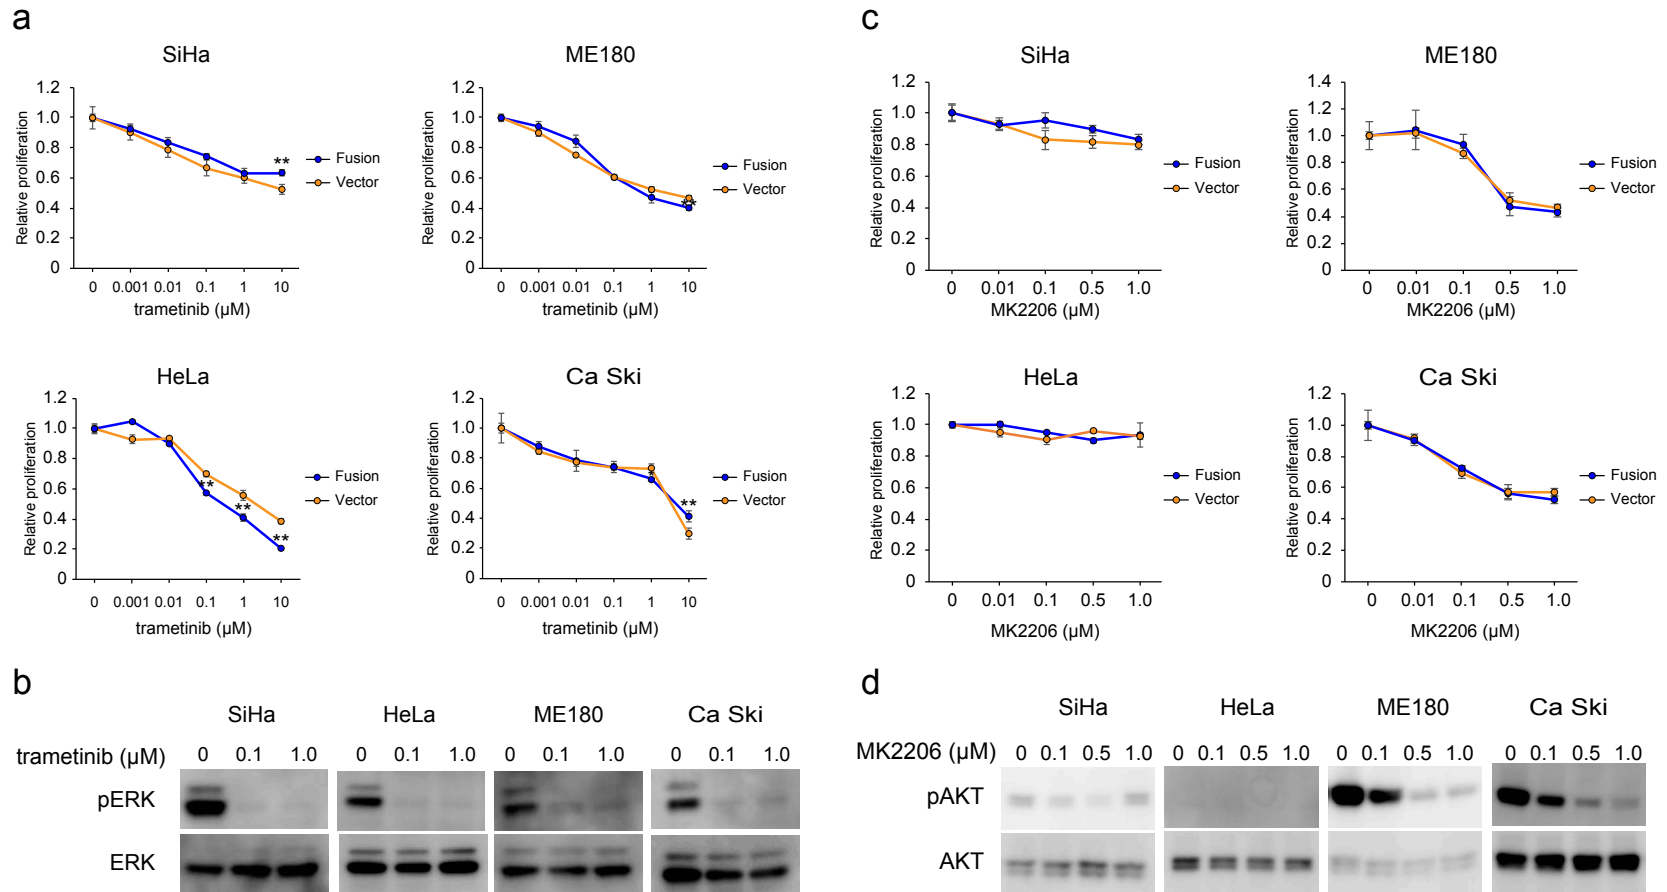 a
SiHa
1.2
1.0
0.8
0.6
0.4
0.2
0
Relative proliferation
**
Fusion
Vector
0 0.001 0.01 0.1 1 10
trametinib (µM)
ME180
1.2
1.0
0.8
0.6
0.4
0.2
0
Relative proliferation
**
Fusion
Vector
0 0.001 0.01 0.1 1 10
trametinib (µM)
HeLa
1.2
1.0
0.8
0.6
0.4
0.2
0
Relative proliferation
**
**
**
Fusion
Vector
0 0.001 0.01 0.1 1 10
trametinib (µM)
Ca Ski
1.2
1.0
0.8
0.6
0.4
0.2
0
Relative proliferation
*
**
Fusion
Vector
0 0.001 0.01 0.1 1 10
trametinib (µM)
b
SiHa HeLa ME180 Ca Ski
trametinib (µM) 0 0.1 1.0 0 0.1 1.0 0 0.1 1.0 0 0.1 1.0
pERK
ERK
c
SiHa
1.2
1.0
0.8
0.6
0.4
0.2
0
Relative proliferation
Fusion
Vector
0 0.01 0.1 0.5 1.0
MK2206 (µM)
ME180
1.4
1.2
1.0
0.8
0.6
0.4
0.2
0
Relative proliferation
Fusion
Vector
0 0.01 0.1 0.5 1.0
MK2206 (µM)
HeLa
1.2
1.0
0.8
0.6
0.4
0.2
0
Relative proliferation
Fusion
Vector
0 0.01 0.1 0.5 1.0
MK2206 (µM)
Ca Ski
1.2
1.0
0.8
0.6
0.4
0.2
0
Relative proliferation
Fusion
Vector
0 0.01 0.1 0.5 1.0
MK2206 (µM)
d
SiHa HeLa ME180 Ca Ski
MK2206 (µM) 0 0.1 0.5 1.0 0 0.1 0.5 1.0 0 0.1 0.5 1.0 0 0.1 0.5 1.0
pAKT
AKT